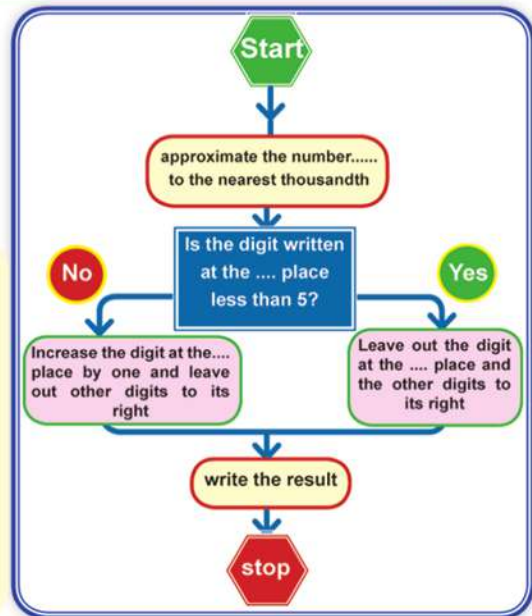 Start
approximate the number......
to the nearest thousandth
Is the digit written
at the .... place
less than 5?
No
Yes
Increase the digit at the....
place by one and leave
out other digits to its
right
Leave out the digit
at the .... place and
the other digits to
its right
write the result
stop